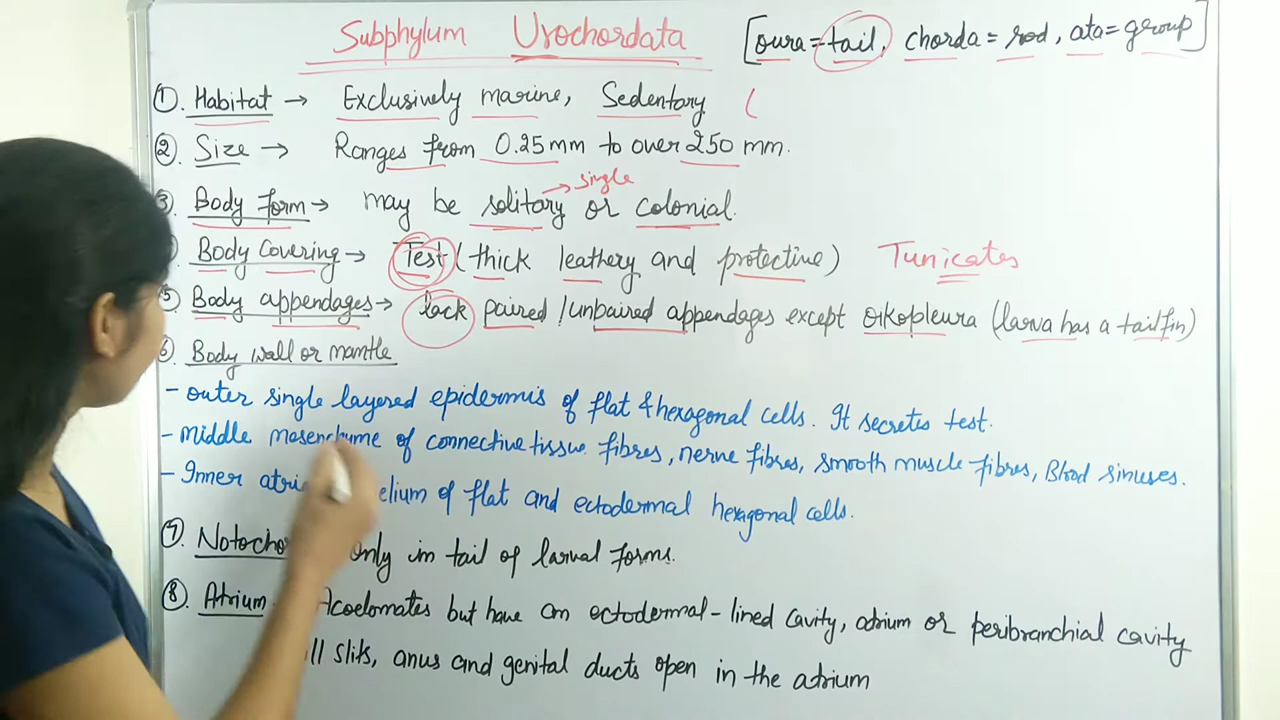 Subphylum Urochordata [oura=tail, chorda=rod, ata=group]
①. Habitat → Exclusively marine, Sedentary (
②. Size → Ranges from 0.25mm to over 250 mm.
→ single
③. Body Form → may be solitary or colonial.
Body Covering → Test (thick leathery and protective) Tunicates
⑤. Body appendages → lack paired /unpaired appendages except oikopleura (larva has a tail fin)
⑥. Body wall or mantle
- outer single layered epidermis of flat & hexagonal cells. It secretes test.
- Middle mesenchyme of connective tissue fibres, nerve fibres, smooth muscle fibres, Blood sinuses.
- Inner atri elium of flat and ectodermal hexagonal cells.
⑦. Notocho only in tail of larval forms.
⑧. Atrium Acoelomates but have an ectodermal-lined cavity, atrium or peribranchial cavity
ll slits, anus and genital ducts open in the atrium